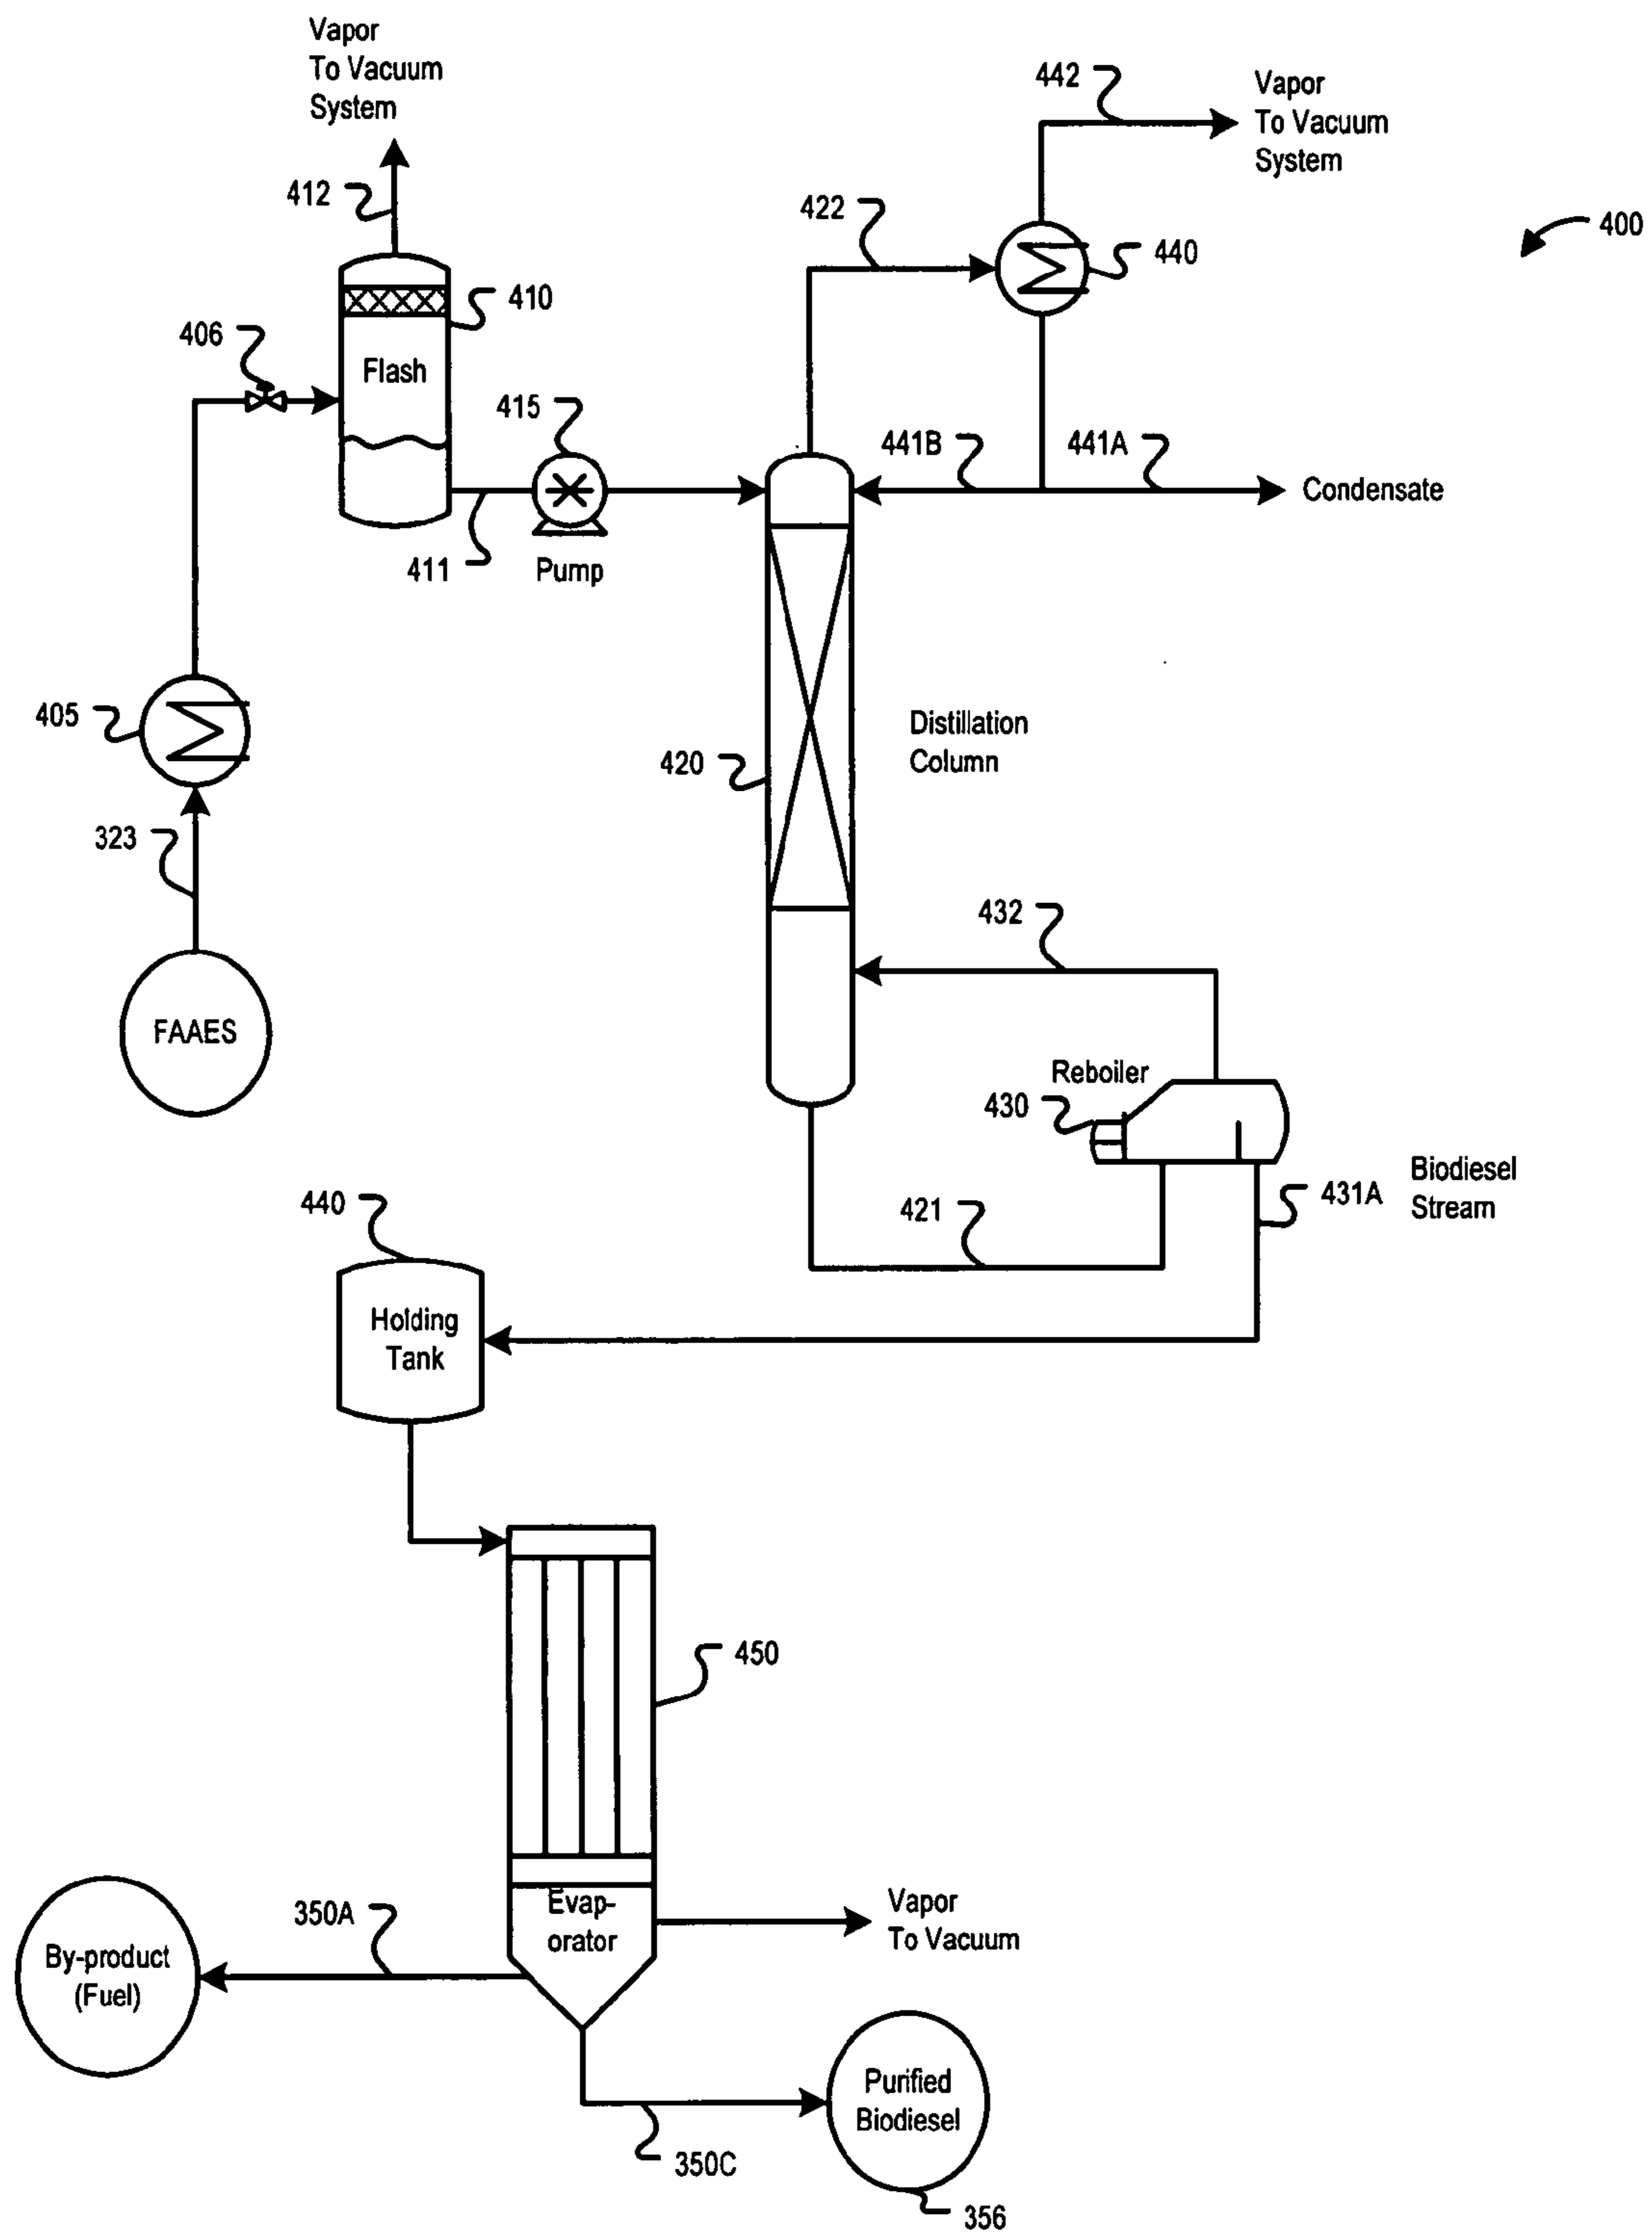 Vapor
To Vacuum
System
442
Vapor
To Vacuum
System
412
422
440
400
410
406
Flash
415
441B
441A
Condensate
411
Pump
405
Distillation
Column
420
323
432
FAAES
Reboiler
430
Biodiesel
Stream
431A
440
421
Holding
Tank
450
Evap-
orator
350A
Vapor
To Vacuum
By-product
(Fuel)
Purified
Biodiesel
350C
356